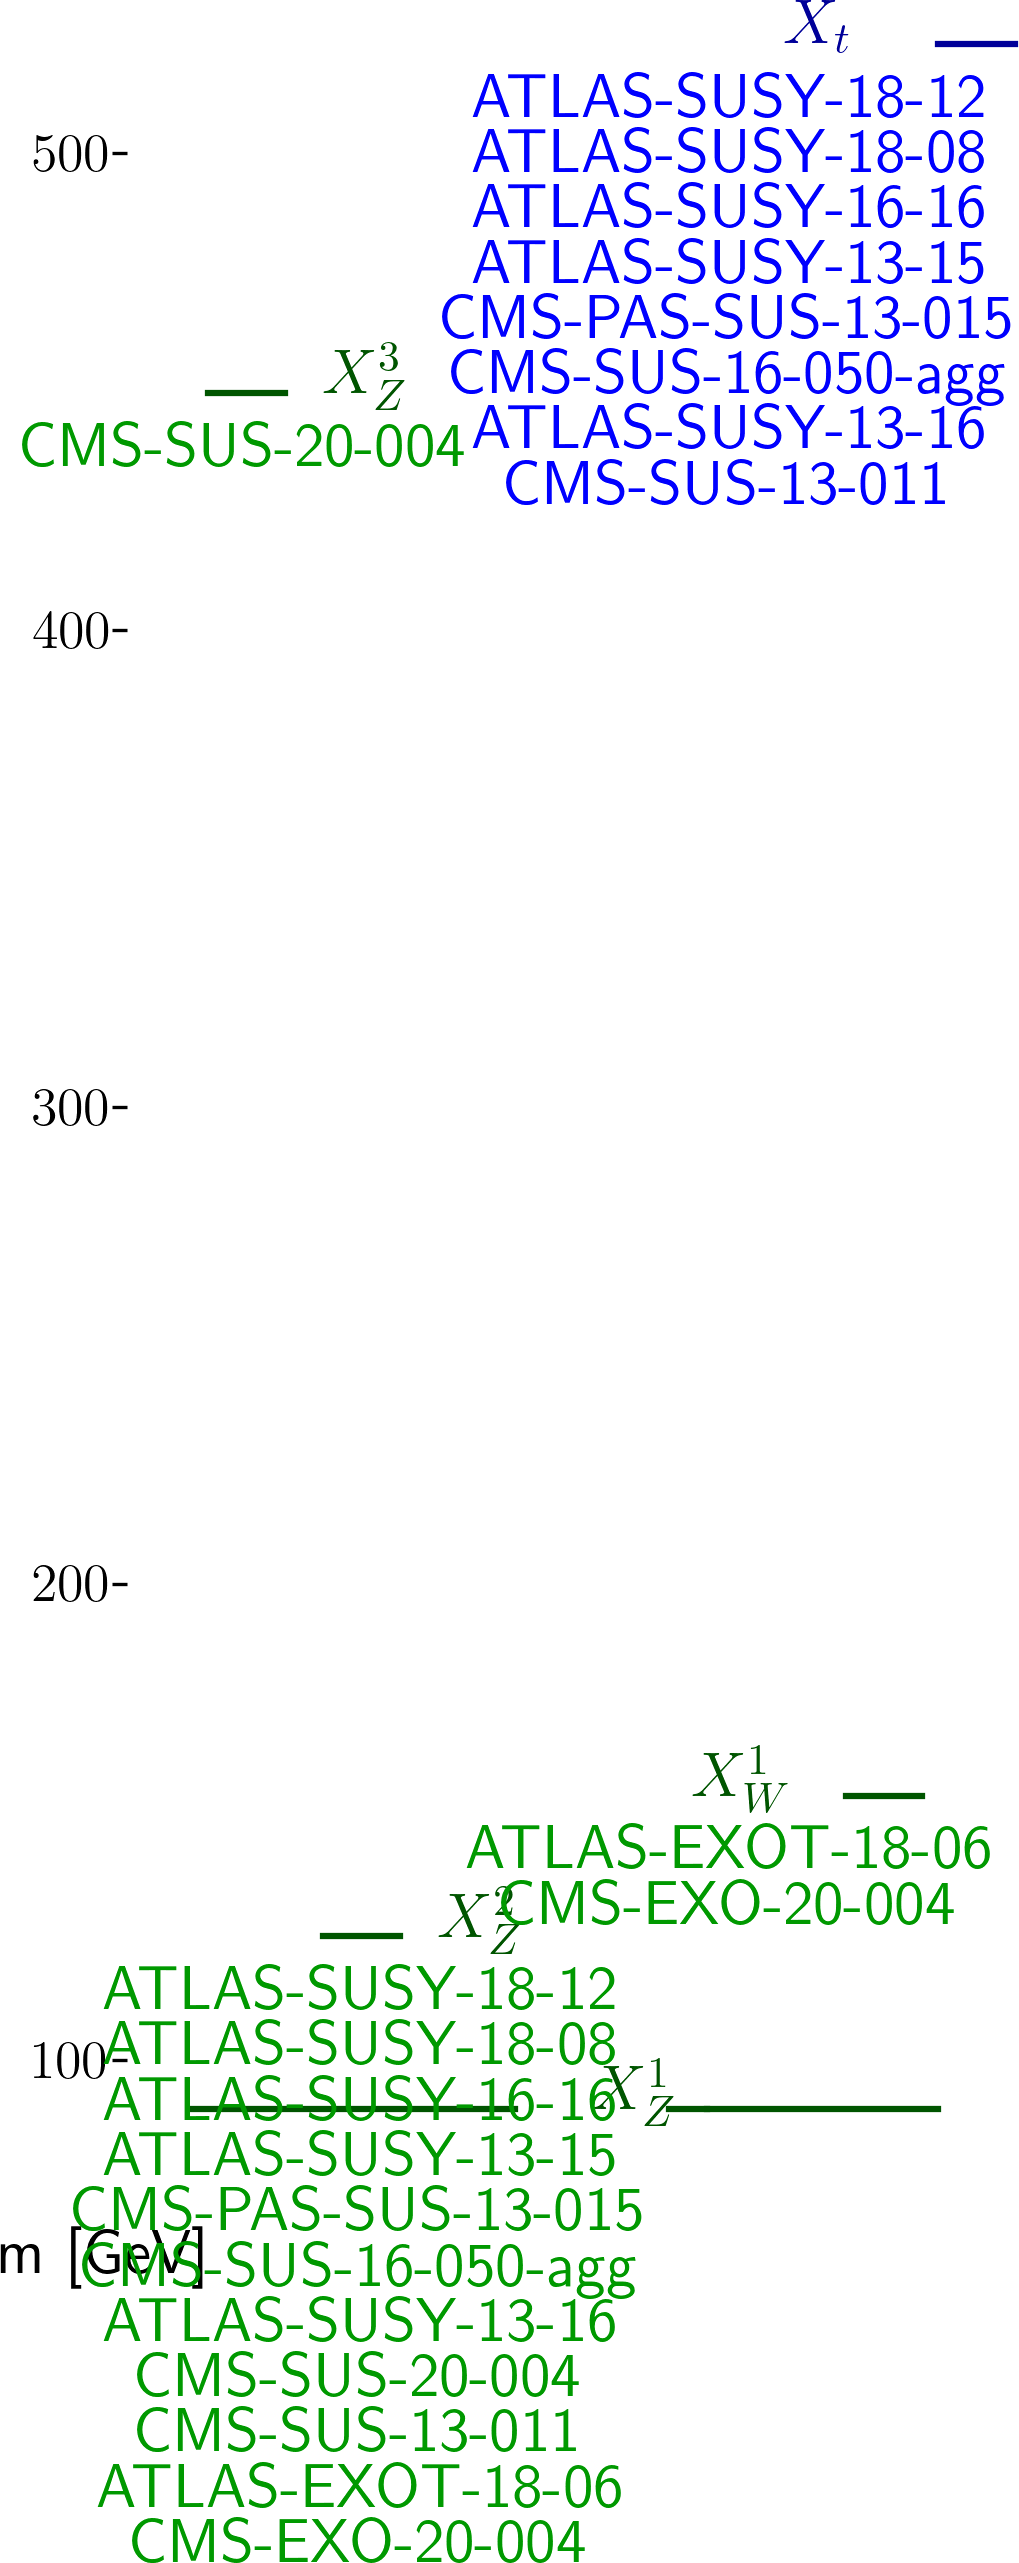 X_t
ATLAS-SUSY-18-12
500-
ATLAS-SUSY-18-08
ATLAS-SUSY-16-16
ATLAS-SUSY-13-15
CMS-PAS-SUS-13-015
X_Z^3
CMS-SUS-16-050-agg
CMS-SUS-20-004
ATLAS-SUSY-13-16
CMS-SUS-13-011
400-
300-
200-
X_W^1
ATLAS-EXOT-18-06
CMS-EXO-20-004
X_Z^2
ATLAS-SUSY-18-12
100-
ATLAS-SUSY-18-08
X_Z^1
ATLAS-SUSY-16-16
ATLAS-SUSY-13-15
CMS-PAS-SUS-13-015
m [GeV]
CMS-SUS-16-050-agg
ATLAS-SUSY-13-16
CMS-SUS-20-004
CMS-SUS-13-011
ATLAS-EXOT-18-06
CMS-EXO-20-004